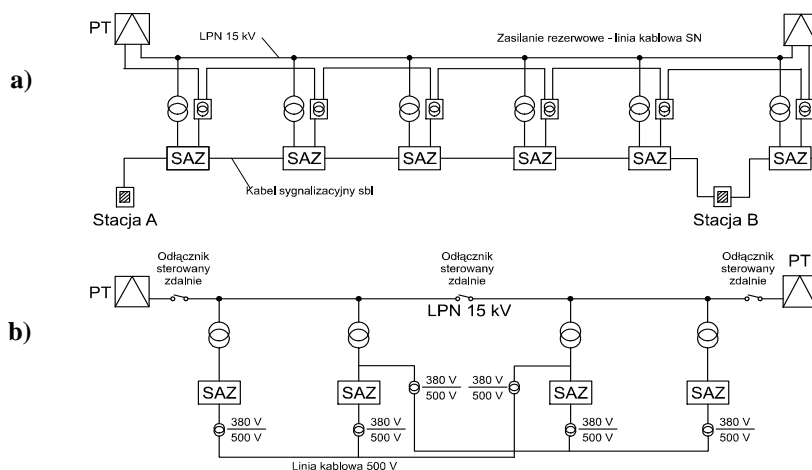 PT
LPN 15 kV
Zasilanie rezerwowe - linia kablowa SN
a)
SAZ SAZ SAZ SAZ SAZ SAZ
Kabel sygnalizacyjny sbl
Stacja A
Stacja B
Odłącznik
sterowany
zdalnie
Odłącznik
sterowany
zdalnie
Odłącznik
sterowany
zdalnie
PT
PT
LPN 15 kV
b)
380 V
500 V
380 V
500 V
SAZ SAZ SAZ SAZ
380 V
500 V
380 V
500 V
380 V
500 V
380 V
500 V
Linia kablowa 500 V